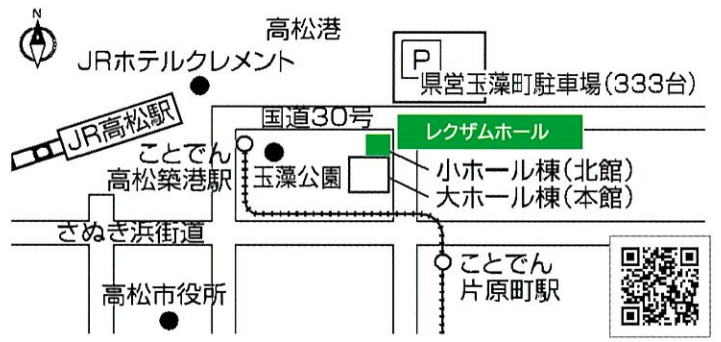 N
高松港
JRホテルクレメント
P
県営玉藻町駐車場(333台)
JR高松駅
国道30号
レクザムホール
ことでん
高松築港駅
玉藻公園
小ホール棟(北館)
大ホール棟(本館)
さぬき浜街道
ことでん
片原町駅
高松市役所